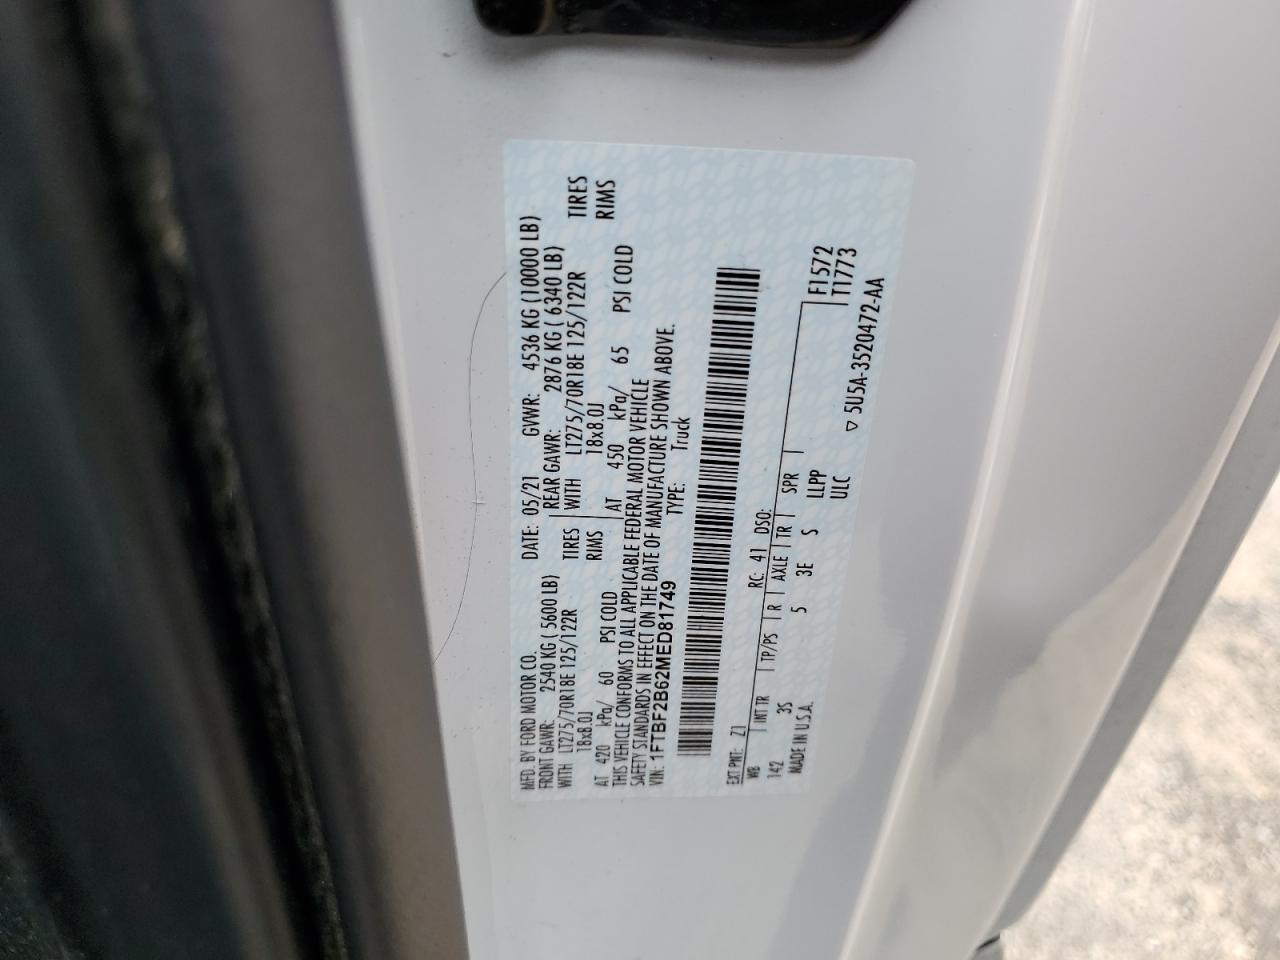 MFD. BY FORD MOTOR CO. DATE: 05/21 GVWR: 4536 KG (10000 LB)
FRONT GAWR: 2540 KG ( 5600 LB) REAR GAWR: 2876 KG ( 6340 LB)
WITH LT275/70R18E 125/122R TIRES WITH LT275/70R18E 125/122R TIRES
18x8.0J RIMS 18x8.0J RIMS
AT 420 kPa/ 60 PSI COLD AT 450 kPa/ 65 PSI COLD
THIS VEHICLE CONFORMS TO ALL APPLICABLE FEDERAL MOTOR VEHICLE
SAFETY STANDARDS IN EFFECT ON THE DATE OF MANUFACTURE SHOWN ABOVE.
VIN: 1FTBF2B62MED81749 TYPE: Truck
EXT PNT: Z1 RC: 41 DSO:
WB INT TR TP/PS R AXLE TR SPR F1572
142 3S 5 3E S LLPP T1773
MADE IN U.S.A. ULC
▽ 5U5A-3520472-AA